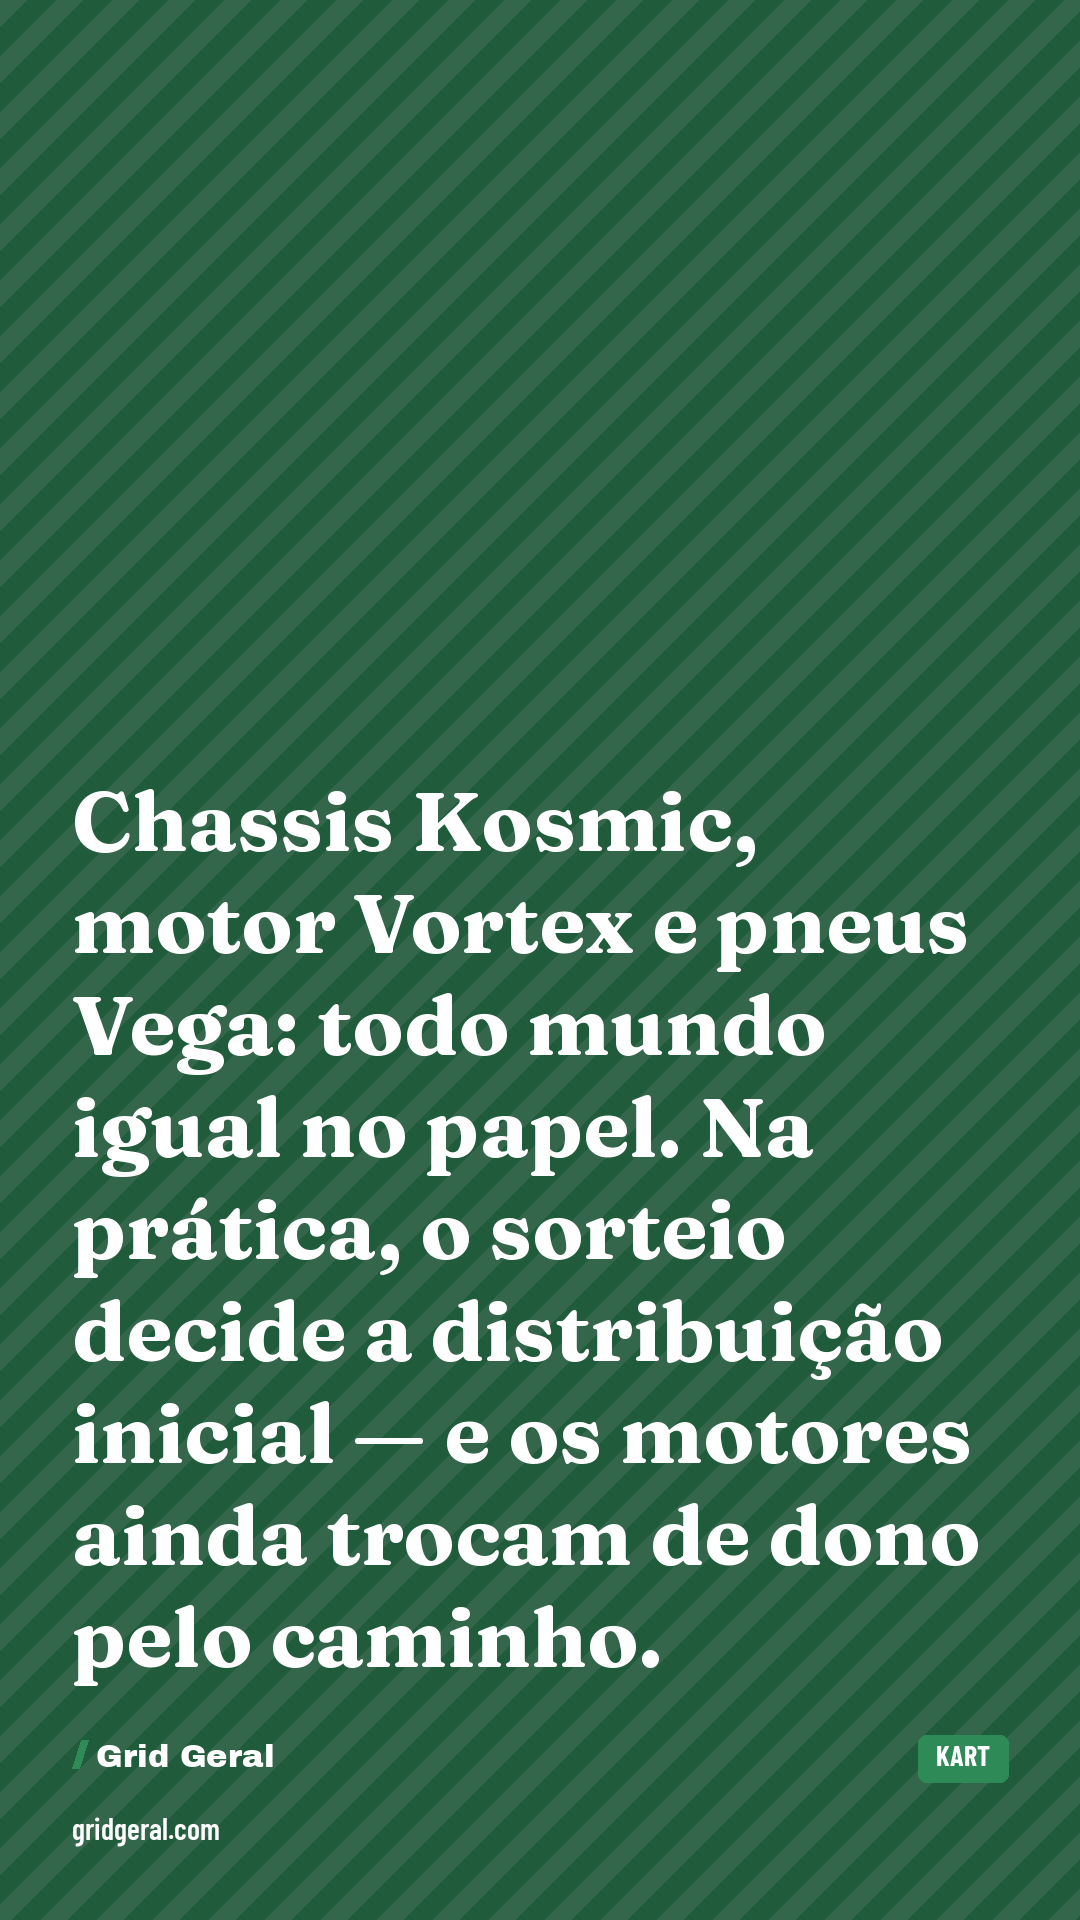 Chassis Kosmic,
motor Vortex e pneus
Vega: todo mundo
igual no papel. Na
prática, o sorteio
decide a distribuição
inicial — e os motores
ainda trocam de dono
pelo caminho.
/ Grid Geral
KART
gridgeral.com